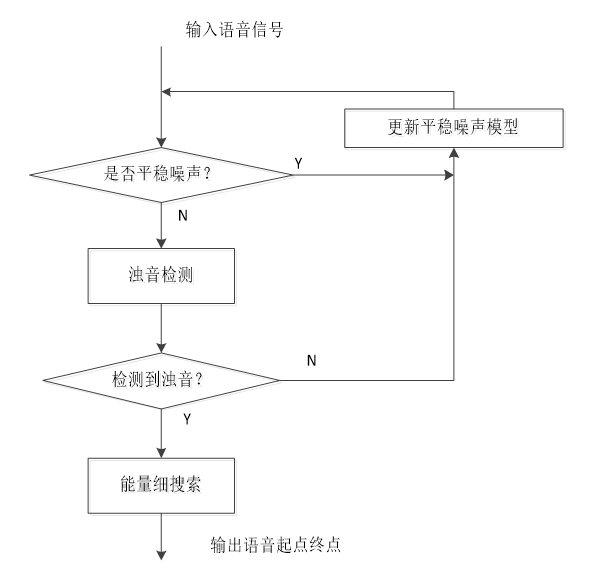 输入语音信号
更新平稳噪声模型
是否平稳噪声？
Y
N
浊音检测
检测到浊音？
N
Y
能量细搜索
输出语音起点终点